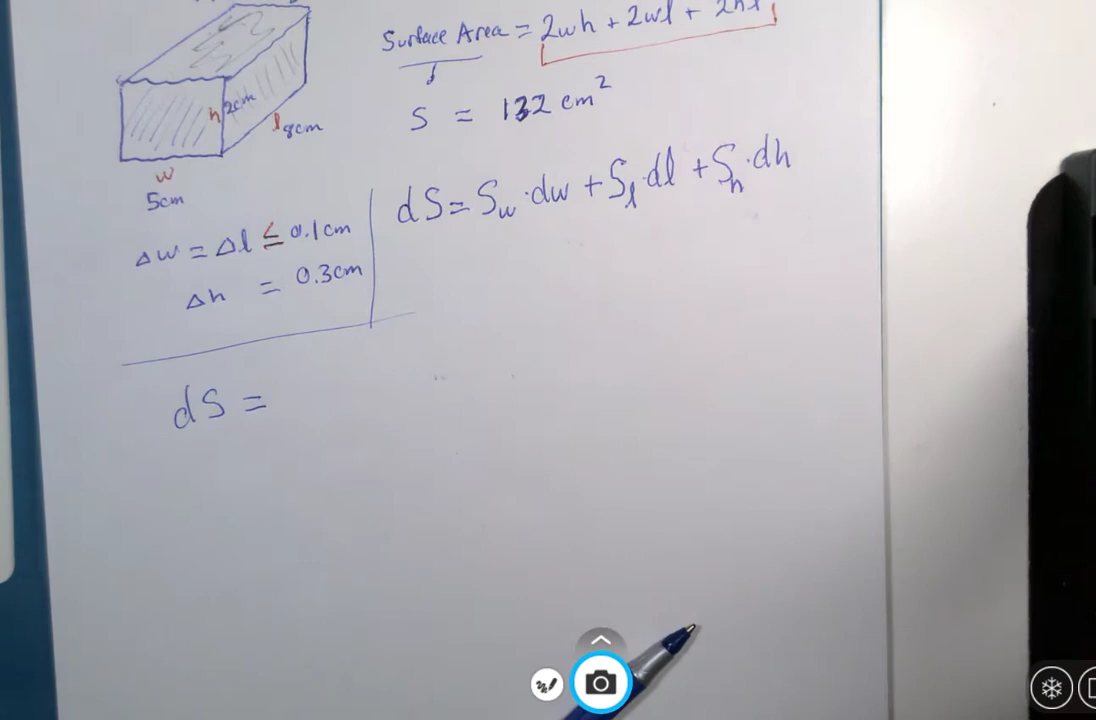 Surface Area = 2wh + 2wl + 2hl
h 2cm
S = 132 cm²
l 8cm
w
5cm
dS = S_w · dw + S_l · dl + S_h · dh
Δw = Δl ≤ 0.1cm
Δh = 0.3cm
dS =